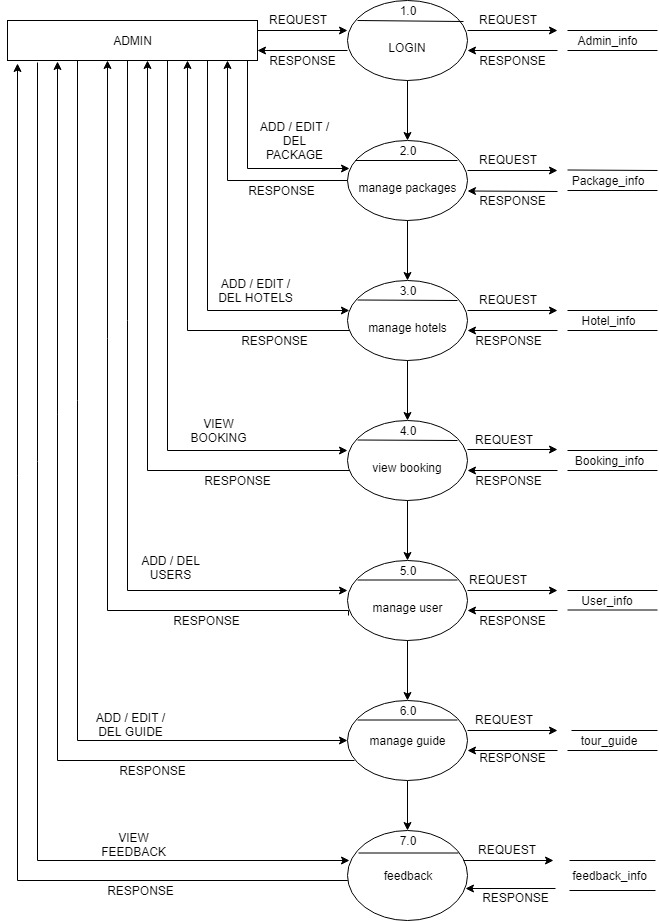 REQUEST
1.0
REQUEST
ADMIN
LOGIN
Admin_info
RESPONSE
RESPONSE
ADD / EDIT /
DEL
PACKAGE
2.0
REQUEST
manage packages
Package_info
RESPONSE
RESPONSE
ADD / EDIT /
DEL HOTELS
3.0
REQUEST
manage hotels
Hotel_info
RESPONSE
RESPONSE
VIEW
BOOKING
4.0
REQUEST
view booking
Booking_info
RESPONSE
RESPONSE
ADD / DEL
USERS
5.0
REQUEST
manage user
User_info
RESPONSE
RESPONSE
ADD / EDIT /
DEL GUIDE
6.0
REQUEST
manage guide
tour_guide
RESPONSE
RESPONSE
VIEW
FEEDBACK
7.0
REQUEST
feedback
feedback_info
RESPONSE
RESPONSE